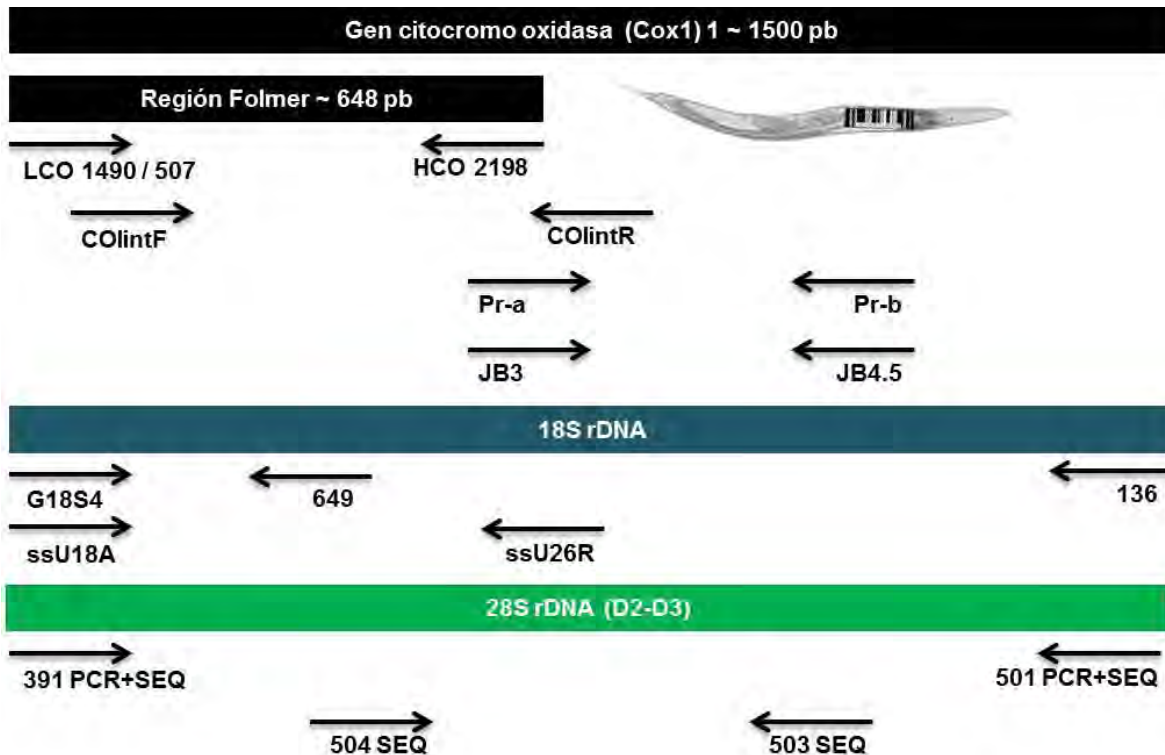 Gen citocromo oxidasa (Cox1) 1 ~ 1500 pb
Región Folmer ~ 648 pb
LCO 1490 / 507
HCO 2198
COlintF
COlintR
Pr-a
Pr-b
JB3
JB4.5
18S rDNA
G18S4
649
136
ssU18A
ssU26R
28S rDNA (D2-D3)
391 PCR+SEQ
501 PCR+SEQ
504 SEQ
503 SEQ